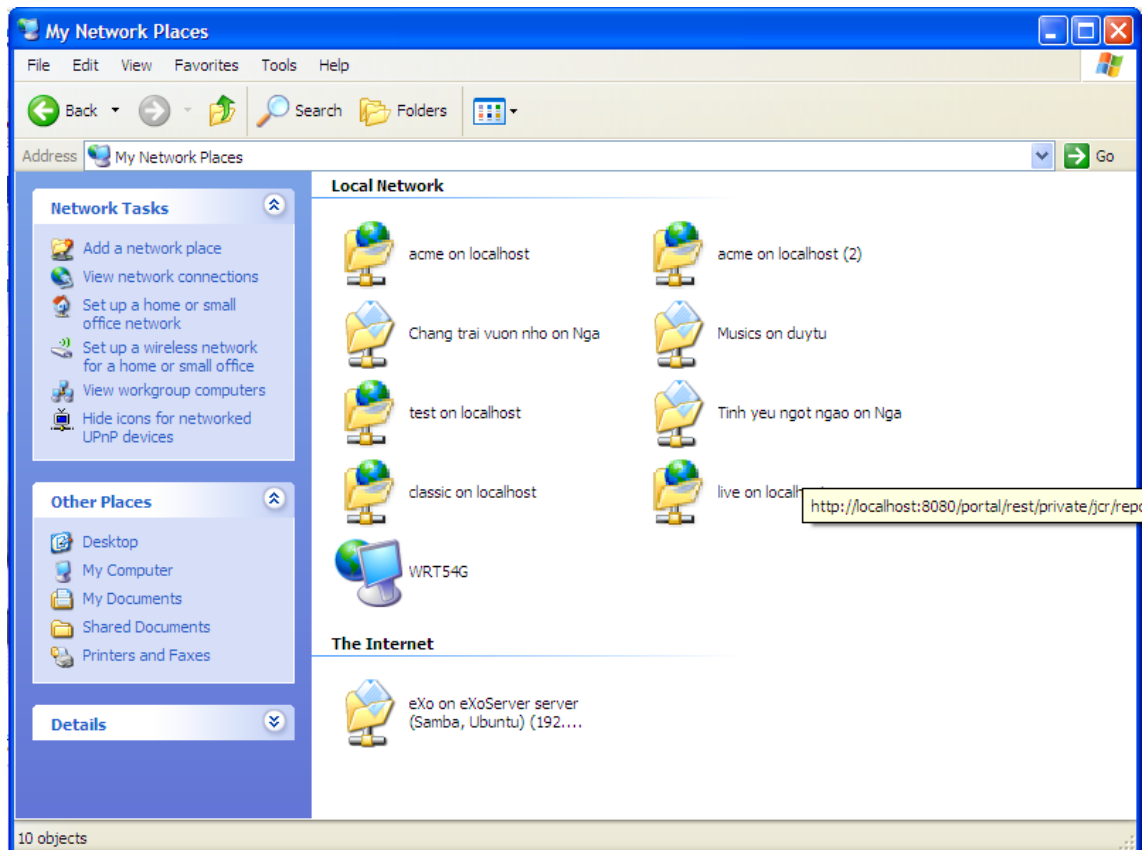 My Network Places
File Edit View Favorites Tools Help
Back Search Folders
Address My Network Places Go
Network Tasks
Add a network place
View network connections
Set up a home or small
office network
Set up a wireless network
for a home or small office
View workgroup computers
Hide icons for networked
UPnP devices
Other Places
Desktop
My Computer
My Documents
Shared Documents
Printers and Faxes
Details
Local Network
acme on localhost
acme on localhost (2)
Chang trai vuon nho on Nga
Musics on duytu
test on localhost
Tinh yeu ngot ngao on Nga
classic on localhost
live on localh
http://localhost:8080/portal/rest/private/jcr/repo
WRT54G
The Internet
eXo on eXoServer server
(Samba, Ubuntu) (192....
10 objects